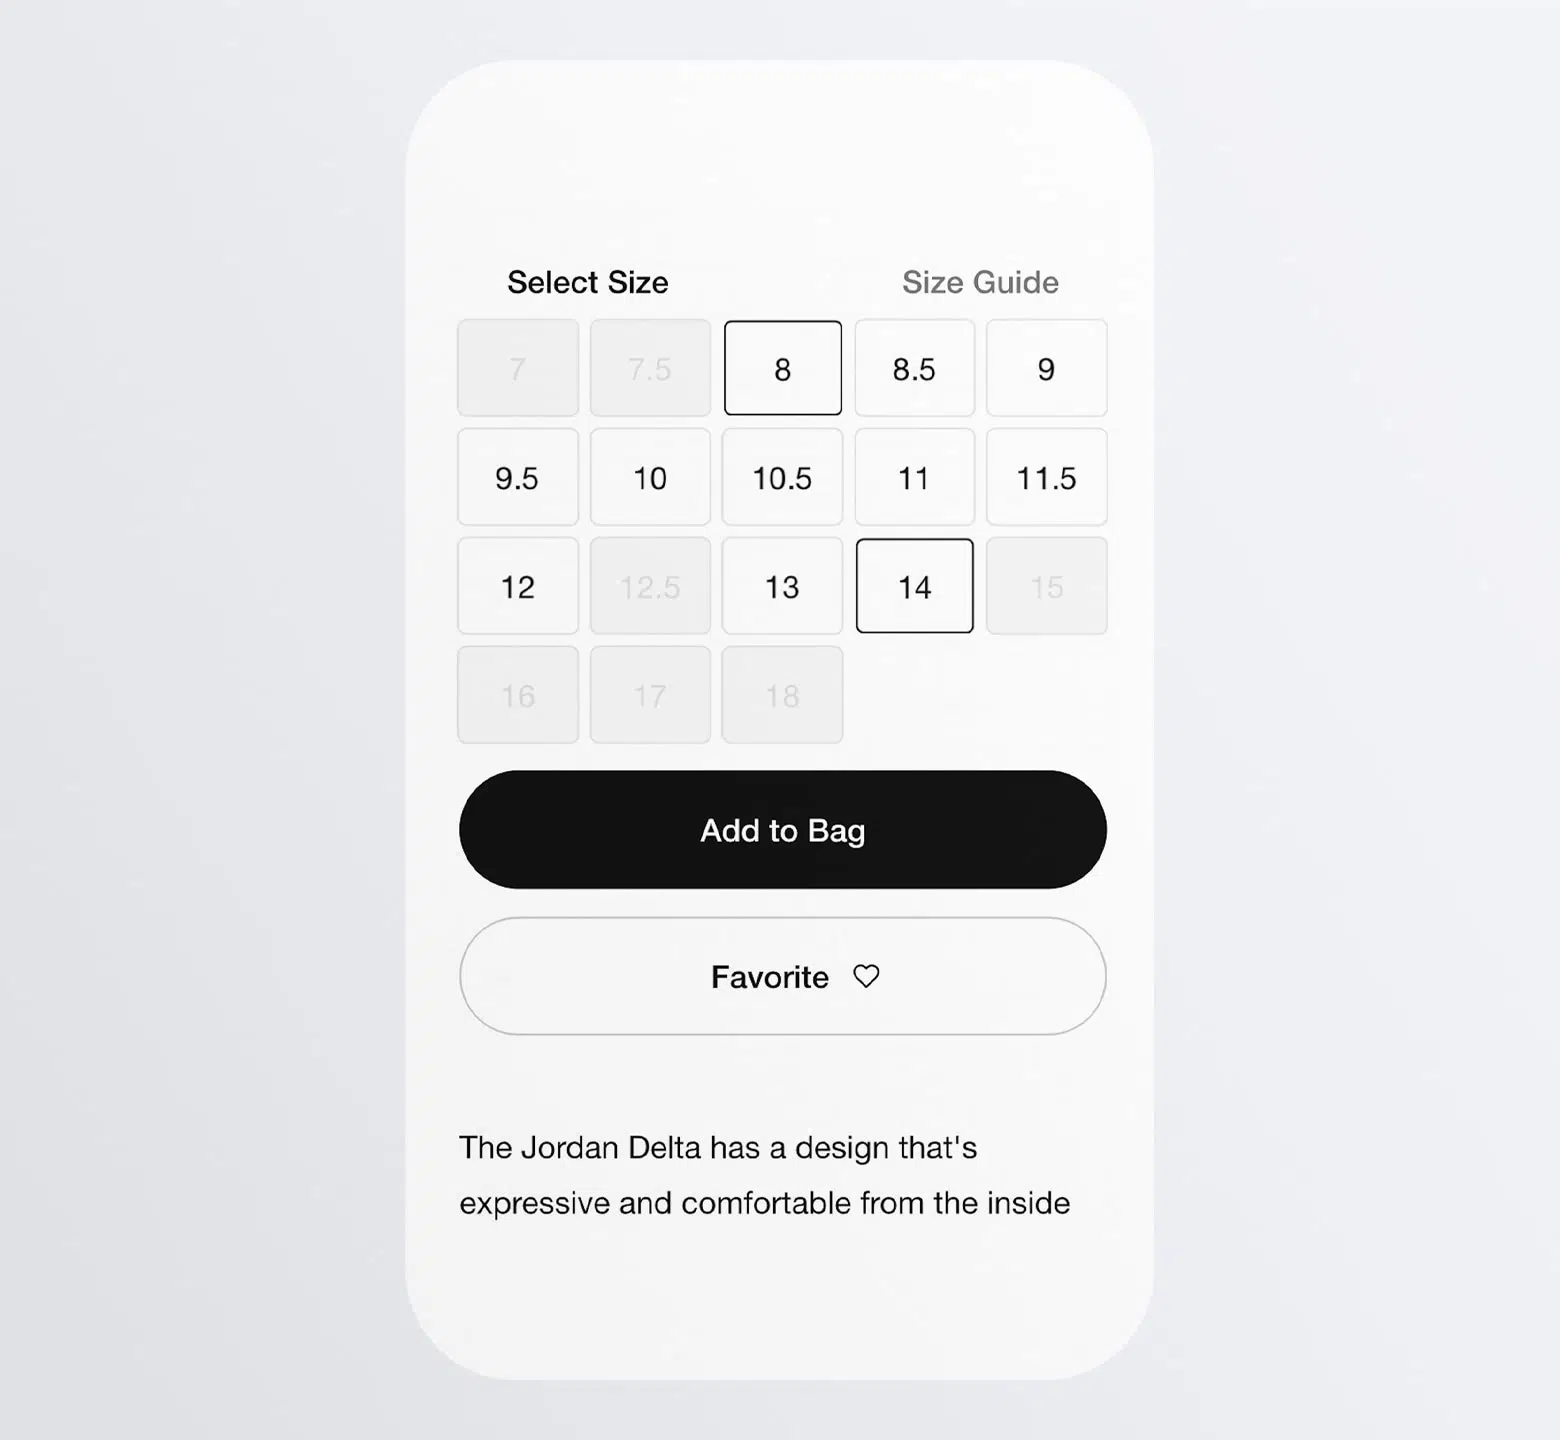 Select Size Size Guide
7 7.5 8 8.5 9
9.5 10 10.5 11 11.5
12 12.5 13 14 15
16 17 18
Add to Bag
Favorite
The Jordan Delta has a design that's
expressive and comfortable from the inside